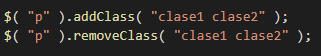 $( "p" ).addClass( "clase1 clase2" );
$( "p" ).removeClass( "clase1 clase2" );